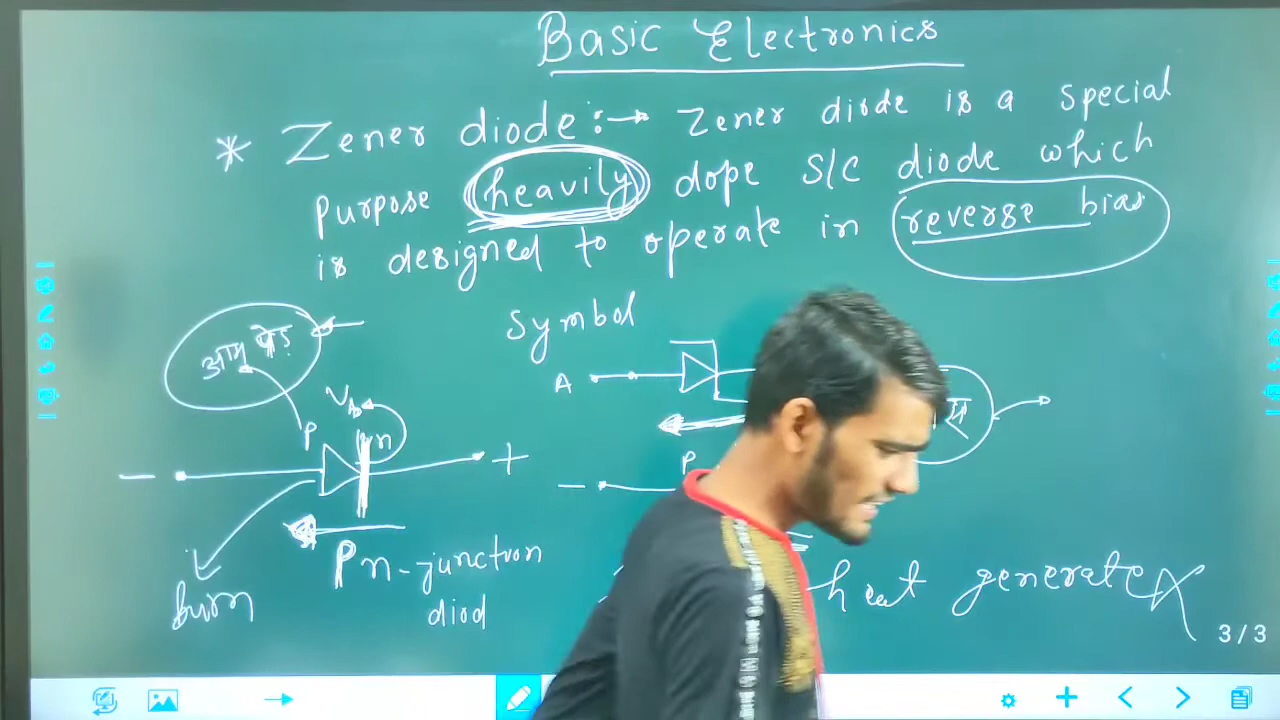 Basic Electronics
* Zener diode :→ Zener diode is a special
purpose heavily dope S/C diode which
is designed to operate in reverse bias
Symbol
A
P
V
P n
− +
−
Pn-junction
diod
burn
heat generate
3/3